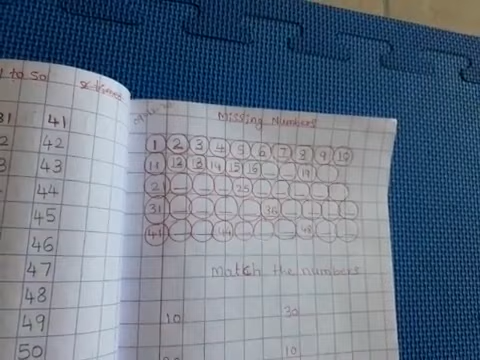 1 to 50
31 41
42
43
44
45
46
47
48
49
50
Missing Numbers
1 2 3 4 5 6 7 8 9 10
11 12 13 14 15 16 _ _ 19 _
21 _ _ _ 25 _ _ _ _ _
31 _ _ _ _ 36 _ _ _ _
41 _ _ 44 _ _ _ 48 _ _
Match the numbers
10 30
10